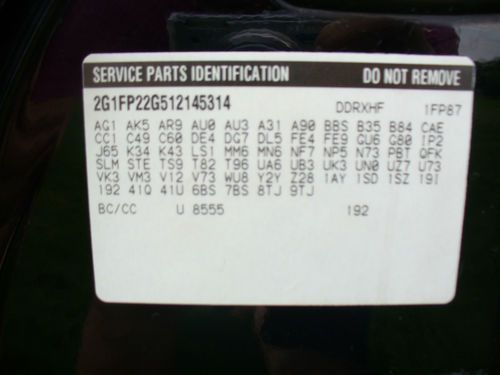 SERVICE PARTS IDENTIFICATION DO NOT REMOVE
2G1FP22G512145314 DDRXHF 1FP87
AG1 AK5 AR9 AU0 AU3 A31 A90 BBS B35 B84 CAE
CC1 C49 C60 DE4 DG7 DL5 FE4 FE9 GU6 G80 IP2
J65 K34 K43 LS1 MM6 MN6 NF7 NP5 N73 PBT QFK
SLM STE TS9 T82 T96 UA6 UB3 UK3 UN0 UZ7 U73
VK3 VM3 V12 V73 WU8 Y2Y Z28 1AY 1SD 1SZ 19I
192 41Q 41U 6BS 7BS 8TJ 9TJ
BC/CC U 8555 192